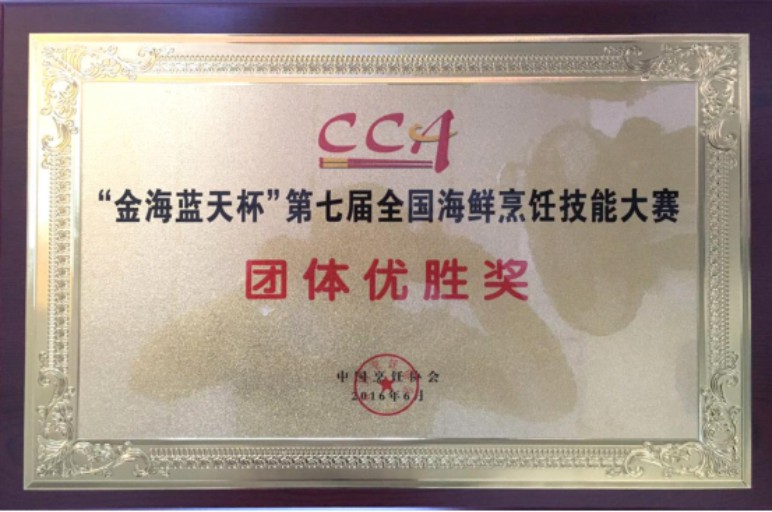 CCA
“金海蓝天杯”第七届全国海鲜烹饪技能大赛
团体优胜奖
中国烹饪协会
2016年6月